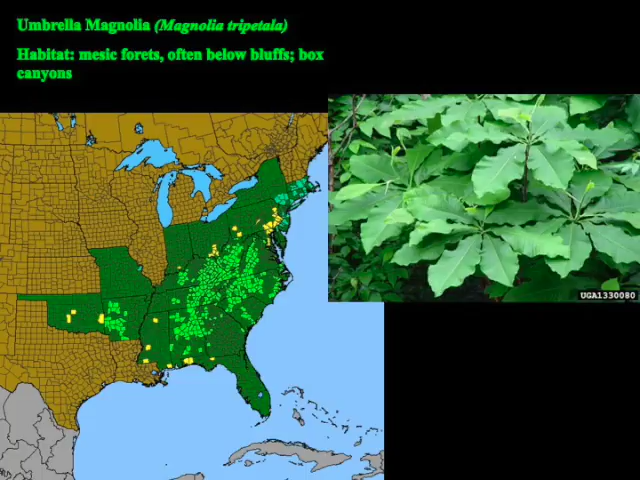 Umbrella Magnolia (Magnolia tripetala)
Habitat: mesic forets, often below bluffs; box
canyons
UGA1330080